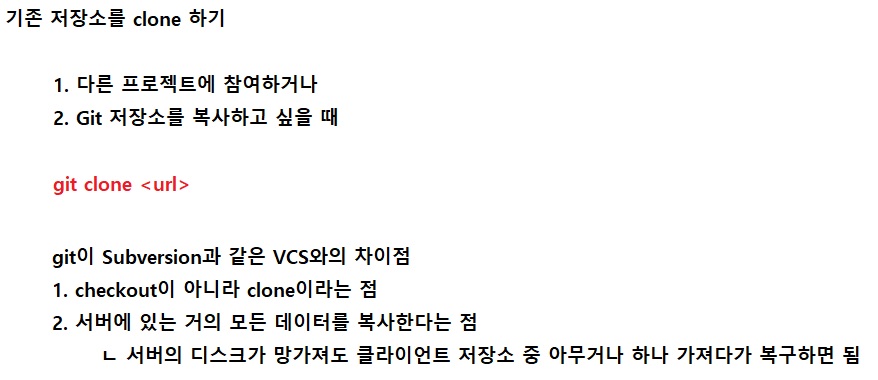 기존 저장소를 clone 하기
1. 다른 프로젝트에 참여하거나
2. Git 저장소를 복사하고 싶을 때
git clone <url>
git이 Subversion과 같은 VCS와의 차이점
1. checkout이 아니라 clone이라는 점
2. 서버에 있는 거의 모든 데이터를 복사한다는 점
ㄴ 서버의 디스크가 망가져도 클라이언트 저장소 중 아무거나 하나 가져다가 복구하면 됨